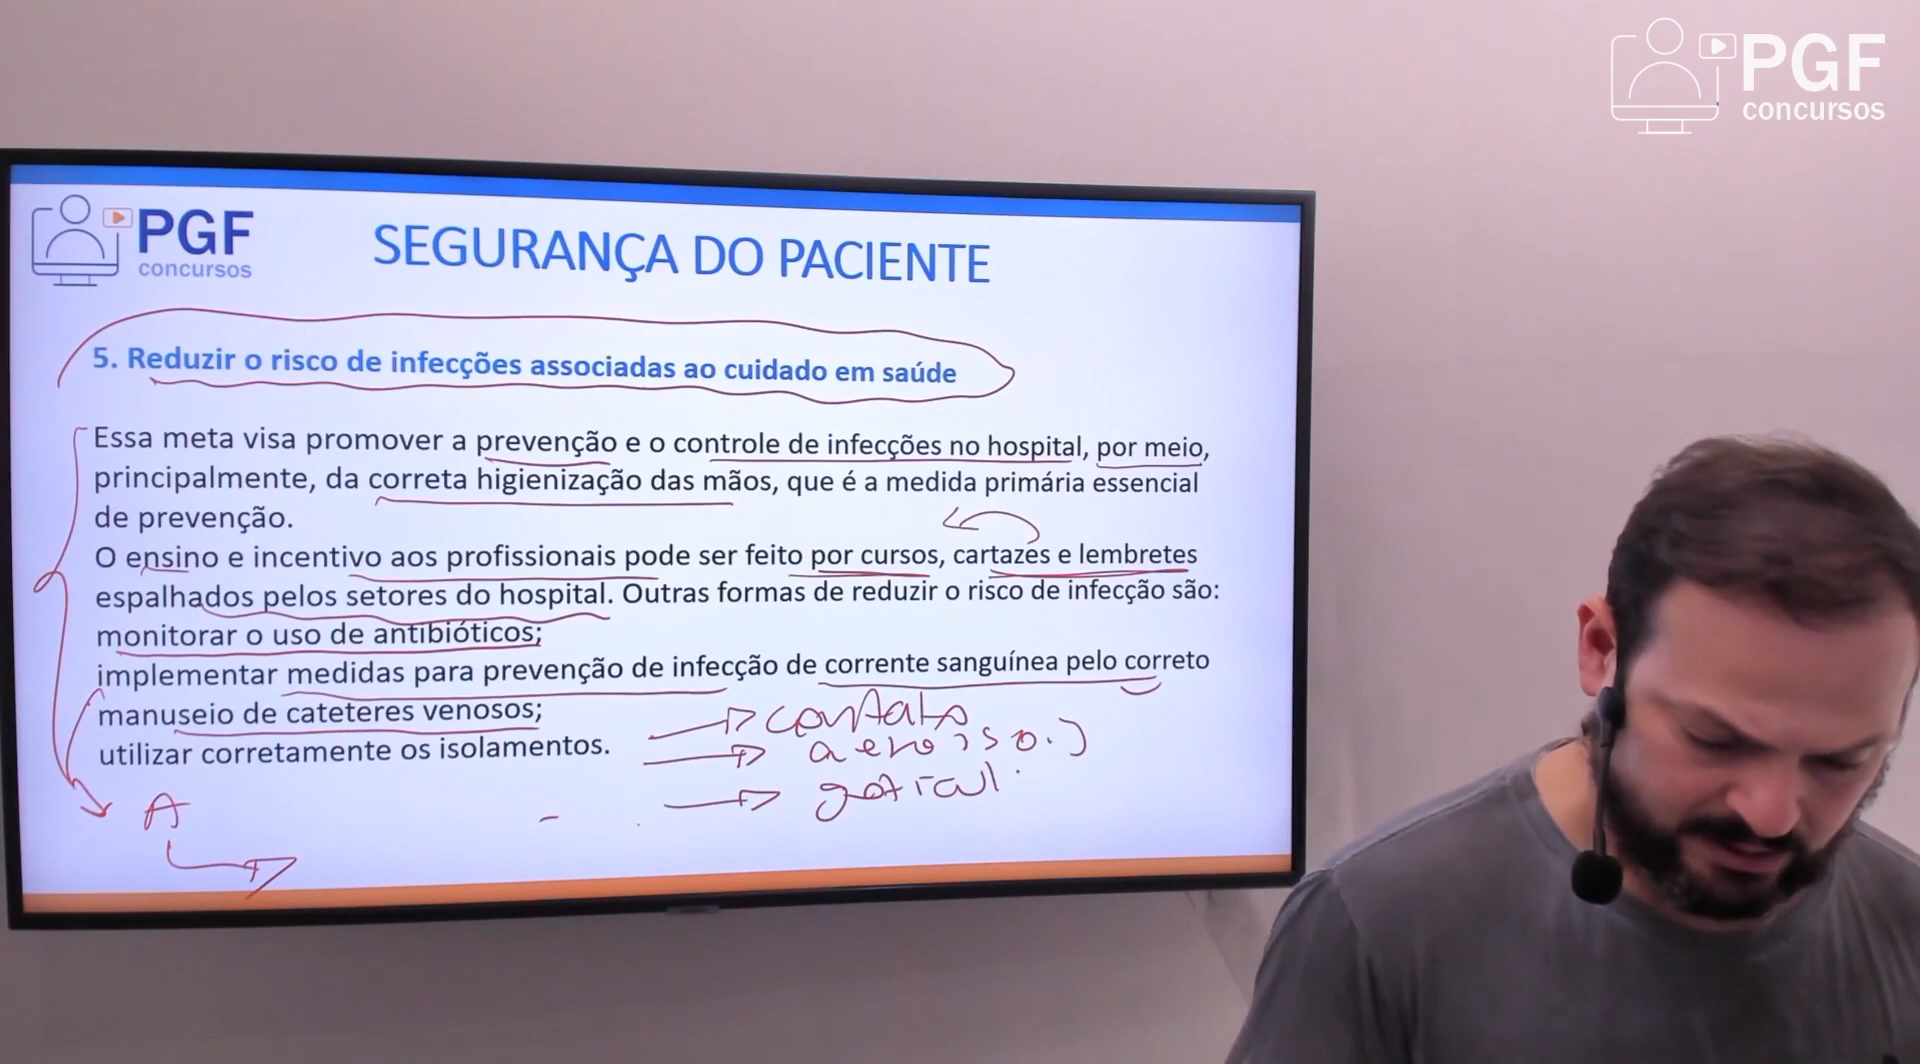 PGF
concursos
PGF
concursos
SEGURANÇA DO PACIENTE
5. Reduzir o risco de infecções associadas ao cuidado em saúde
Essa meta visa promover a prevenção e o controle de infecções no hospital, por meio,
principalmente, da correta higienização das mãos, que é a medida primária essencial
de prevenção.
O ensino e incentivo aos profissionais pode ser feito por cursos, cartazes e lembretes
espalhados pelos setores do hospital. Outras formas de reduzir o risco de infecção são:
monitorar o uso de antibióticos;
implementar medidas para prevenção de infecção de corrente sanguínea pelo correto
manuseio de cateteres venosos;
utilizar corretamente os isolamentos.
contato
A